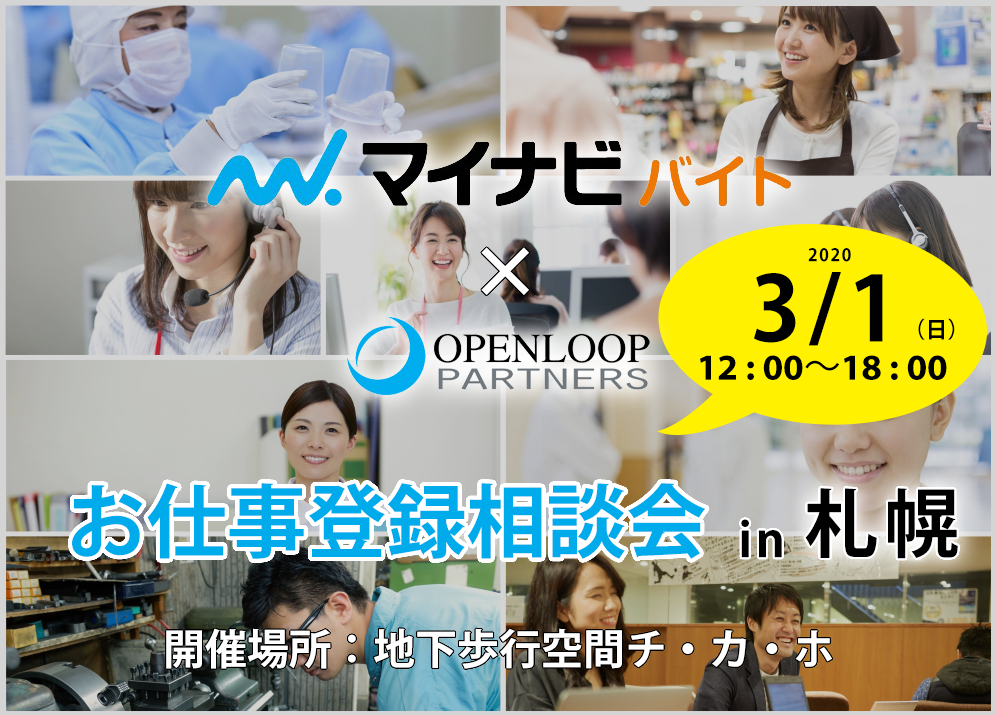 マイナビ バイト
×
OPENLOOP
PARTNERS
2020
3/1（日）
12：00～18：00
お仕事登録相談会 in 札幌
開催場所：地下歩行空間チ・カ・ホ